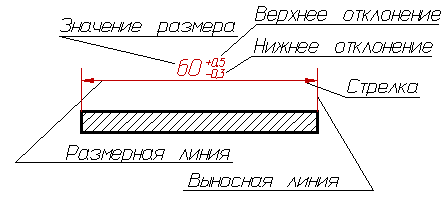 Верхнее отклонение
Значение размера
Нижнее отклонение
60 +0,5 −0,3
Стрелка
Размерная линия
Выносная линия